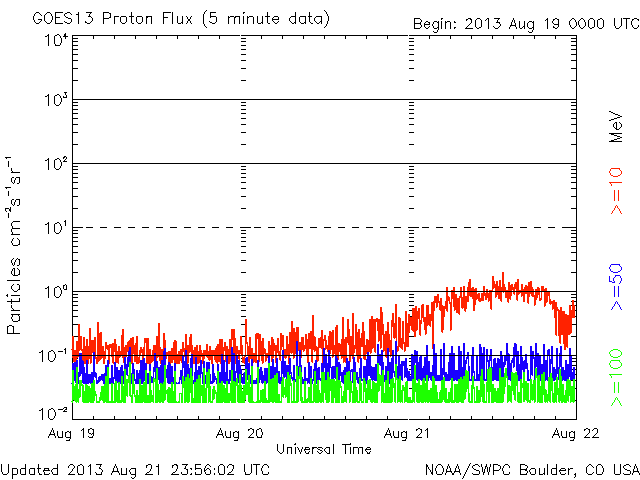 GOES13 Proton Flux (5 minute data)
Begin: 2013 Aug 19 0000 UTC
10⁴
10³
10²
10¹
10⁰
10⁻¹
10⁻²
Particles cm⁻²s⁻¹sr⁻¹
Aug 19
Aug 20
Aug 21
Aug 22
Universal Time
MeV
>=10
>=50
>=100
Updated 2013 Aug 21 23:56:02 UTC
NOAA/SWPC Boulder, CO USA